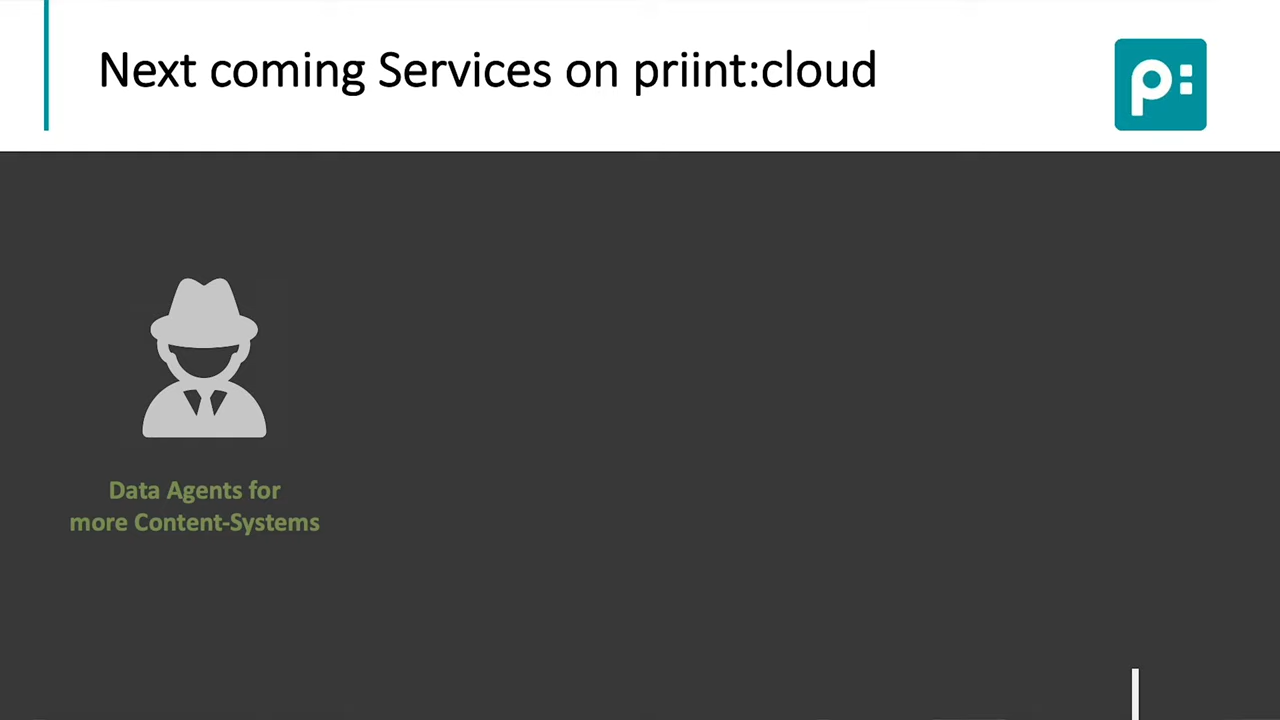 Next coming Services on priint:cloud
p:
Data Agents for
more Content-Systems